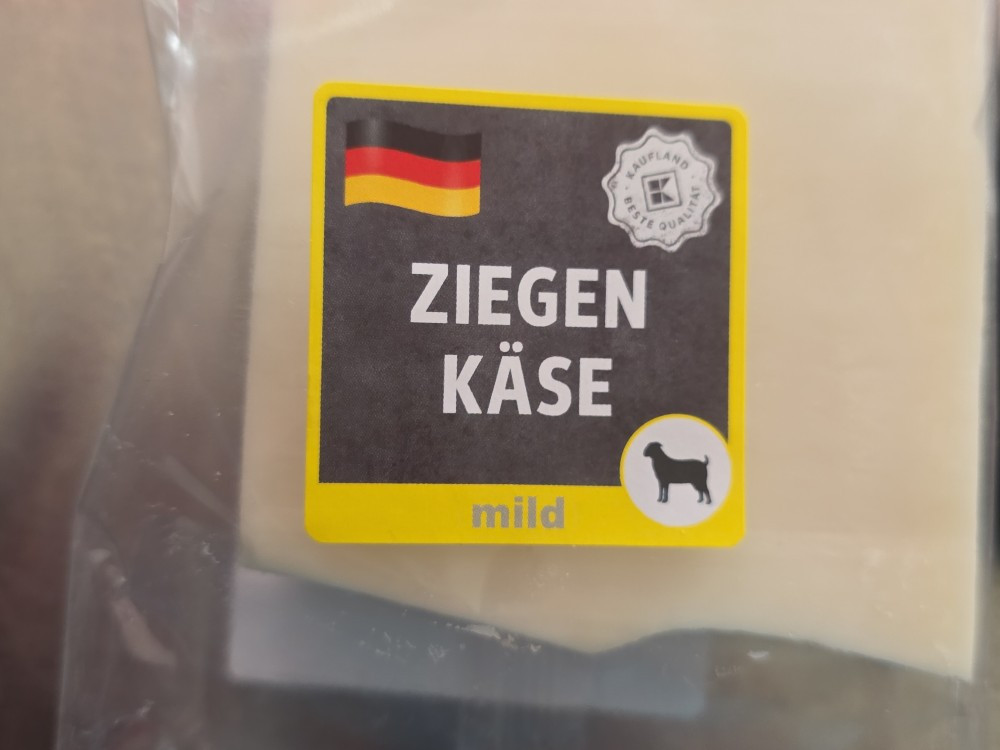 KAUFLAND
BESTE QUALITÄT
ZIEGEN
KÄSE
mild